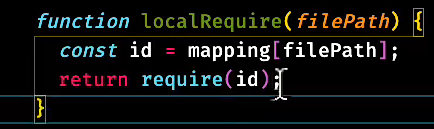 function localRequire(filePath) {
const id = mapping[filePath];
return require(id);
}